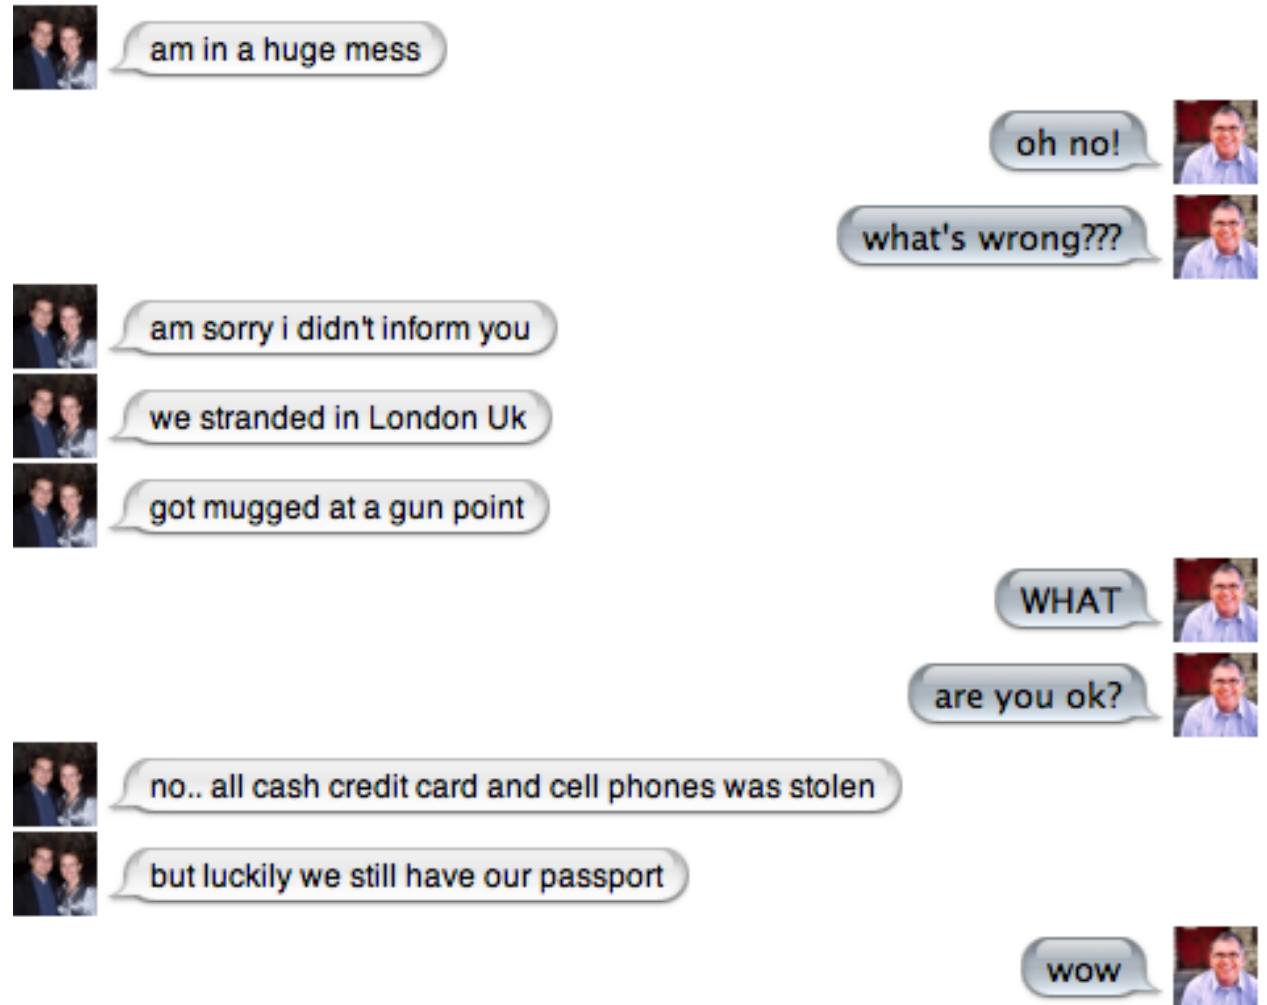 am in a huge mess
oh no!
what's wrong???
am sorry i didn't inform you
we stranded in London Uk
got mugged at a gun point
WHAT
are you ok?
no.. all cash credit card and cell phones was stolen
but luckily we still have our passport
wow